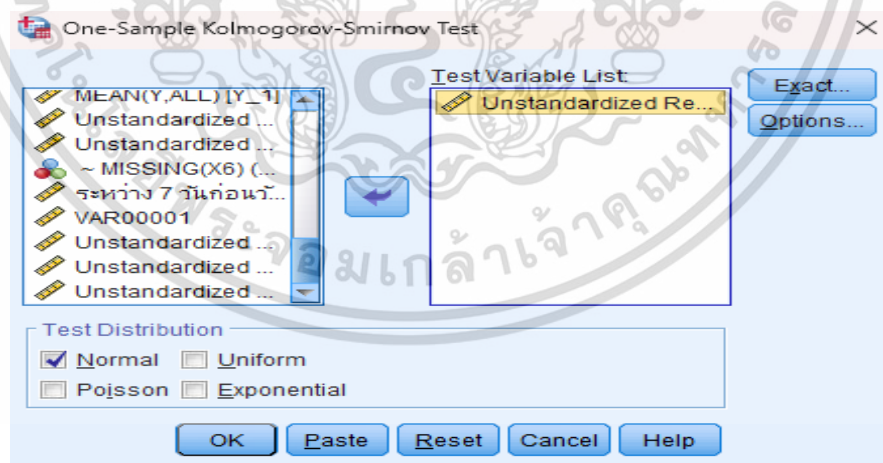 One-Sample Kolmogorov-Smirnov Test
MEAN(Y,ALL) [Y_1]
Unstandardized ...
Unstandardized ...
~ MISSING(X6) (...
ระหว่าง 7 วันก่อนวั...
VAR00001
Unstandardized ...
Unstandardized ...
Unstandardized ...
Test Variable List:
Unstandardized Re...
Exact...
Options...
Test Distribution
Normal
Uniform
Poisson
Exponential
OK
Paste
Reset
Cancel
Help